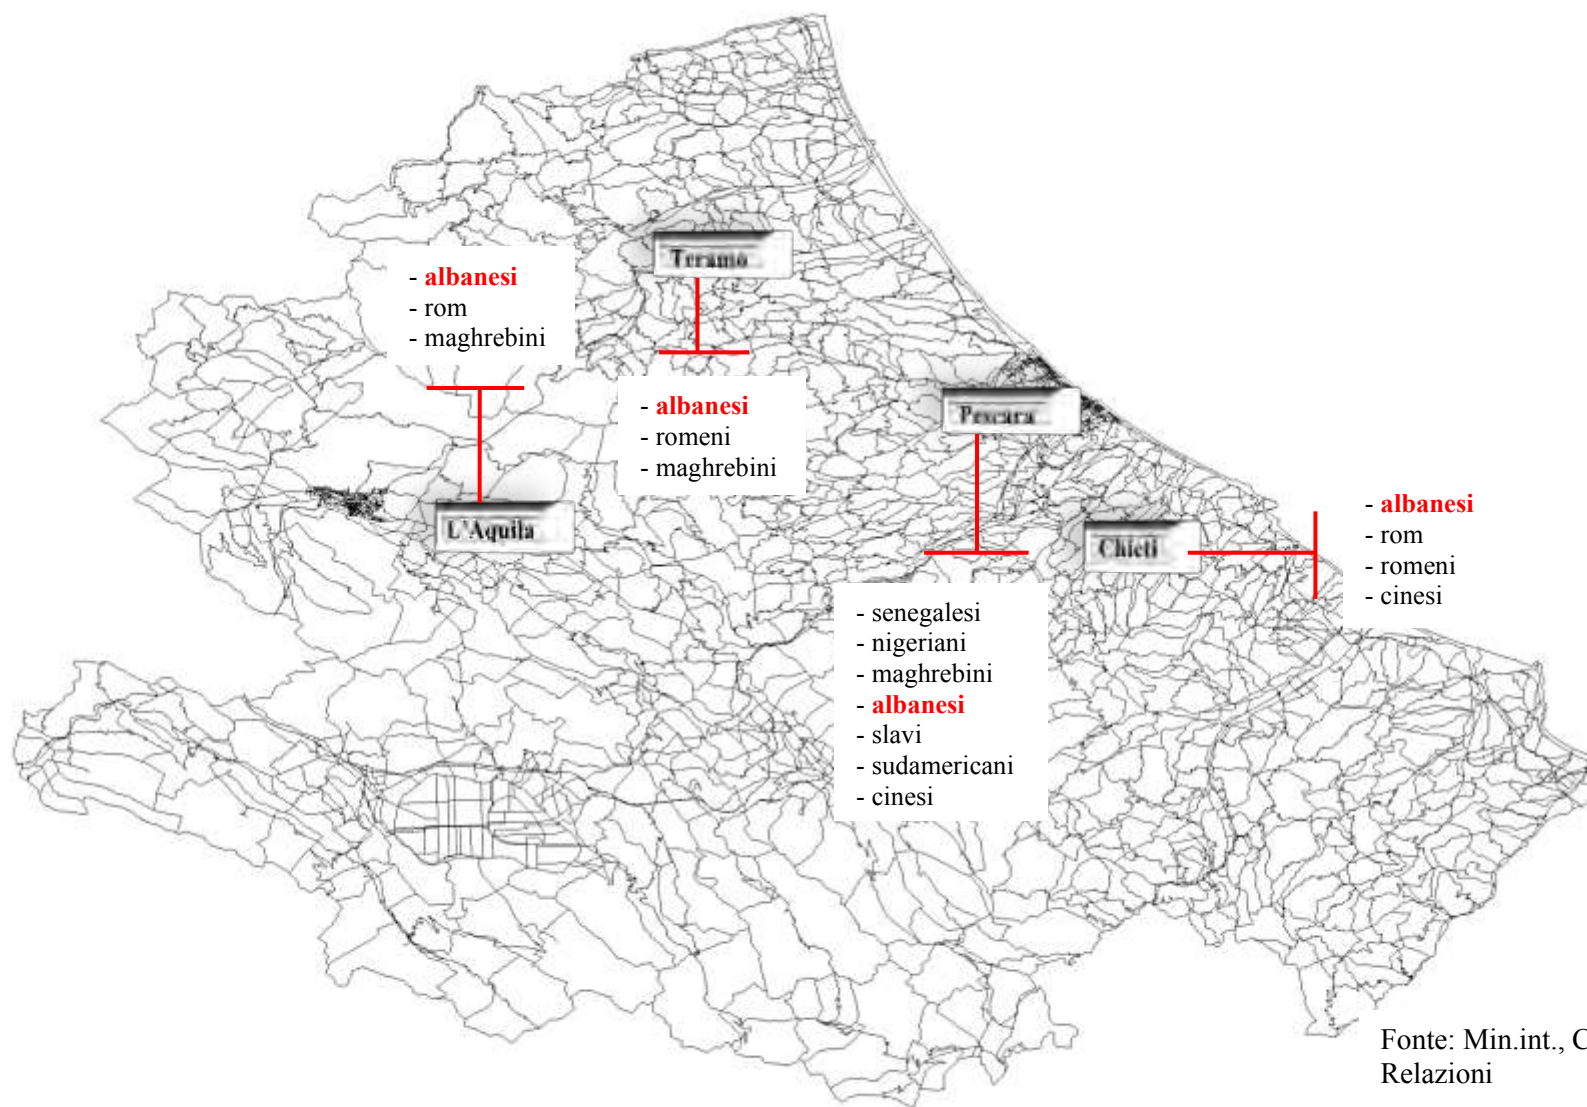 Teramo
- albanesi
- rom
- maghrebini
- albanesi
- romeni
- maghrebini
Pescara
L'Aquila
Chieti
- albanesi
- rom
- romeni
- cinesi
- senegalesi
- nigeriani
- maghrebini
- albanesi
- slavi
- sudamericani
- cinesi
Fonte: Min.int., C
Relazioni